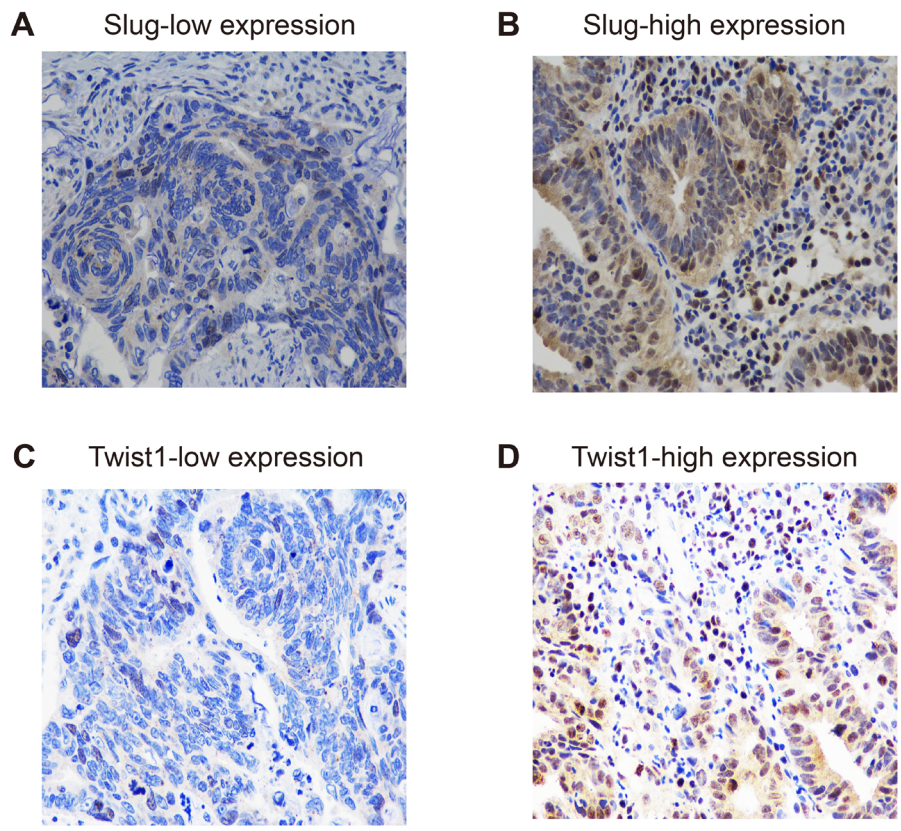 A Slug-low expression
B Slug-high expression
C Twist1-low expression
D Twist1-high expression